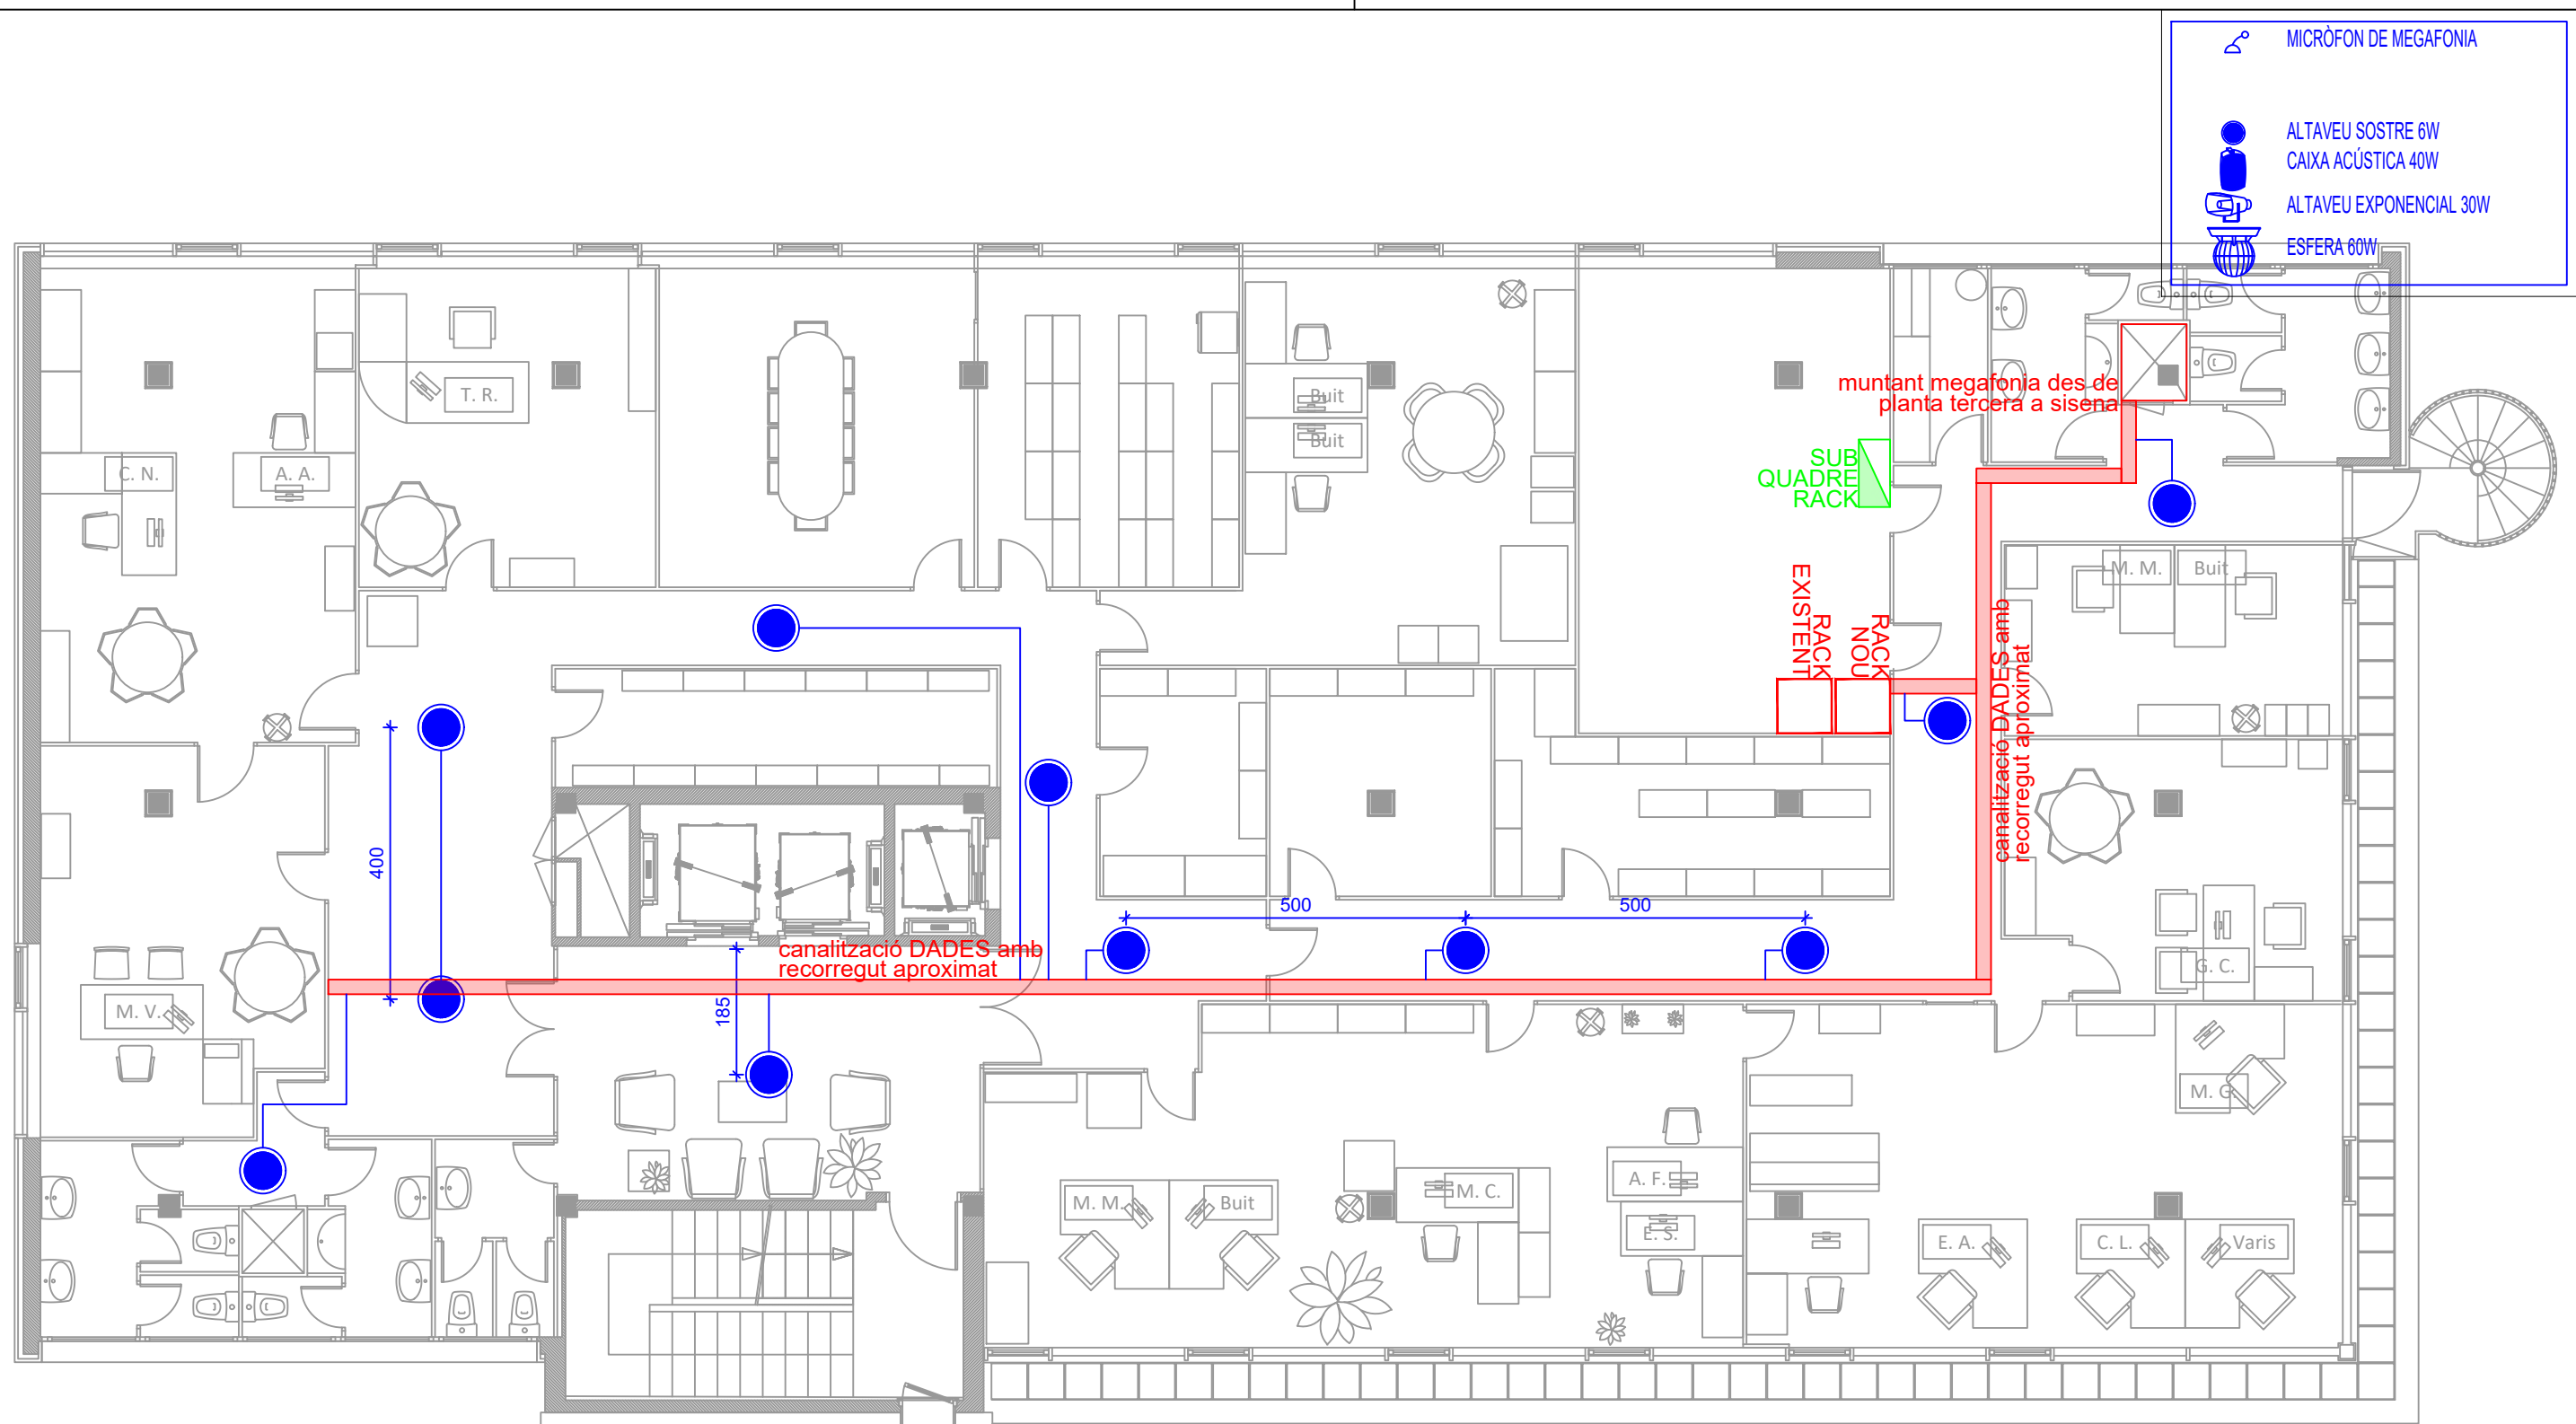 MICRÒFON DE MEGAFONIA
ALTAVEU SOSTRE 6W
CAIXA ACÚSTICA 40W
ALTAVEU EXPONENCIAL 30W
ESFERA 60W
muntant megafonia des de
planta tercera a sisena
T. R.
Buit
Buit
C. N.
A. A.
SUB
QUADRE
RACK
M. M.
Buit
RACK
EXISTENT
RACK
NOU
canalització DADES amb
recorregut aproximat
400
500
500
canalització DADES amb
recorregut aproximat
185
G. C.
M. V.
M. G.
M. M.
Buit
M. C.
A. F.
E. S.
E. A.
C. L.
Varis